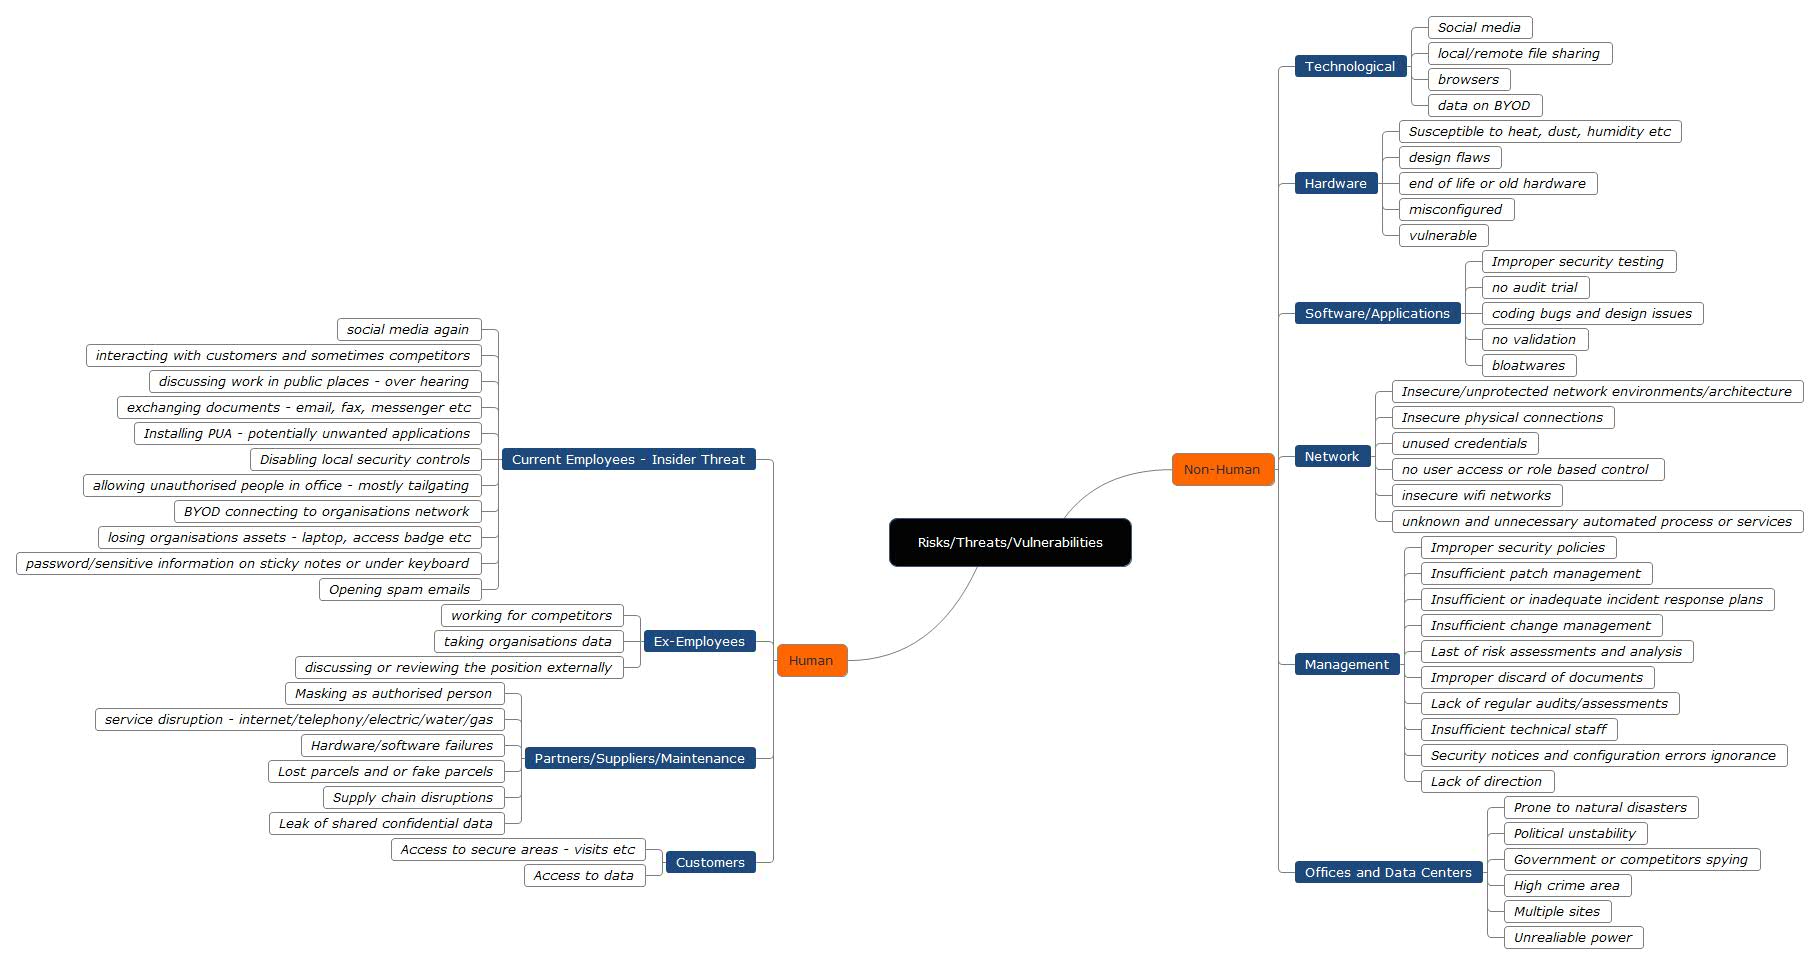 Risks/Threats/Vulnerabilities
Non-Human
Technological
Social media
local/remote file sharing
browsers
data on BYOD
Hardware
Susceptible to heat, dust, humidity etc
design flaws
end of life or old hardware
misconfigured
vulnerable
Software/Applications
Improper security testing
no audit trial
coding bugs and design issues
no validation
bloatwares
Network
Insecure/unprotected network environments/architecture
Insecure physical connections
unused credentials
no user access or role based control
insecure wifi networks
unknown and unnecessary automated process or services
Management
Improper security policies
Insufficient patch management
Insufficient or inadequate incident response plans
Insufficient change management
Last of risk assessments and analysis
Improper discard of documents
Lack of regular audits/assessments
Insufficient technical staff
Security notices and configuration errors ignorance
Lack of direction
Offices and Data Centers
Prone to natural disasters
Political unstability
Government or competitors spying
High crime area
Multiple sites
Unrealiable power
Human
Current Employees - Insider Threat
social media again
interacting with customers and sometimes competitors
discussing work in public places - over hearing
exchanging documents - email, fax, messenger etc
Installing PUA - potentially unwanted applications
Disabling local security controls
allowing unauthorised people in office - mostly tailgating
BYOD connecting to organisations network
losing organisations assets - laptop, access badge etc
password/sensitive information on sticky notes or under keyboard
Opening spam emails
Ex-Employees
working for competitors
taking organisations data
discussing or reviewing the position externally
Partners/Suppliers/Maintenance
Masking as authorised person
service disruption - internet/telephony/electric/water/gas
Hardware/software failures
Lost parcels and or fake parcels
Supply chain disruptions
Leak of shared confidential data
Customers
Access to secure areas - visits etc
Access to data